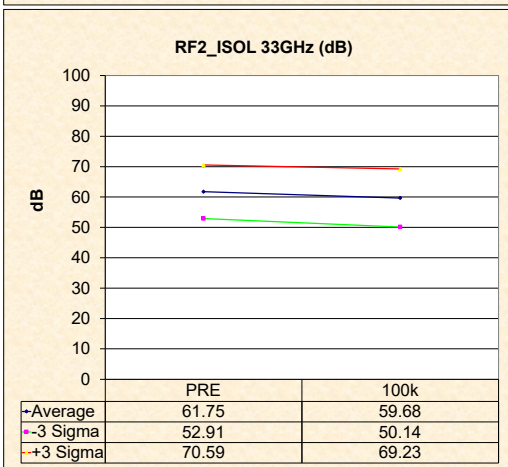 RF2_ISOL 33GHz (dB)
100
90
80
70
60
50
40
30
20
10
0
dB
PRE 100k
Average 61.75 59.68
-3 Sigma 52.91 50.14
+3 Sigma 70.59 69.23